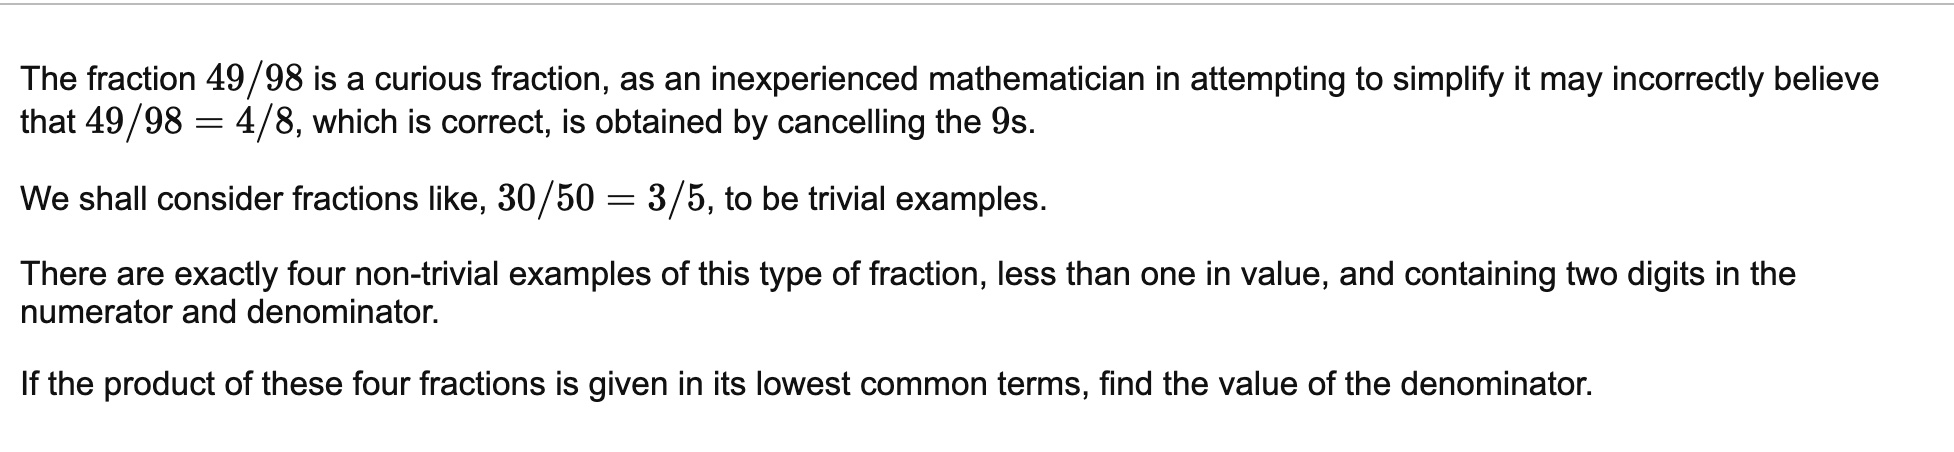 The fraction 49/98 is a curious fraction, as an inexperienced mathematician in attempting to simplify it may incorrectly believe
that 49/98 = 4/8, which is correct, is obtained by cancelling the 9s.
We shall consider fractions like, 30/50 = 3/5, to be trivial examples.
There are exactly four non-trivial examples of this type of fraction, less than one in value, and containing two digits in the
numerator and denominator.
If the product of these four fractions is given in its lowest common terms, find the value of the denominator.